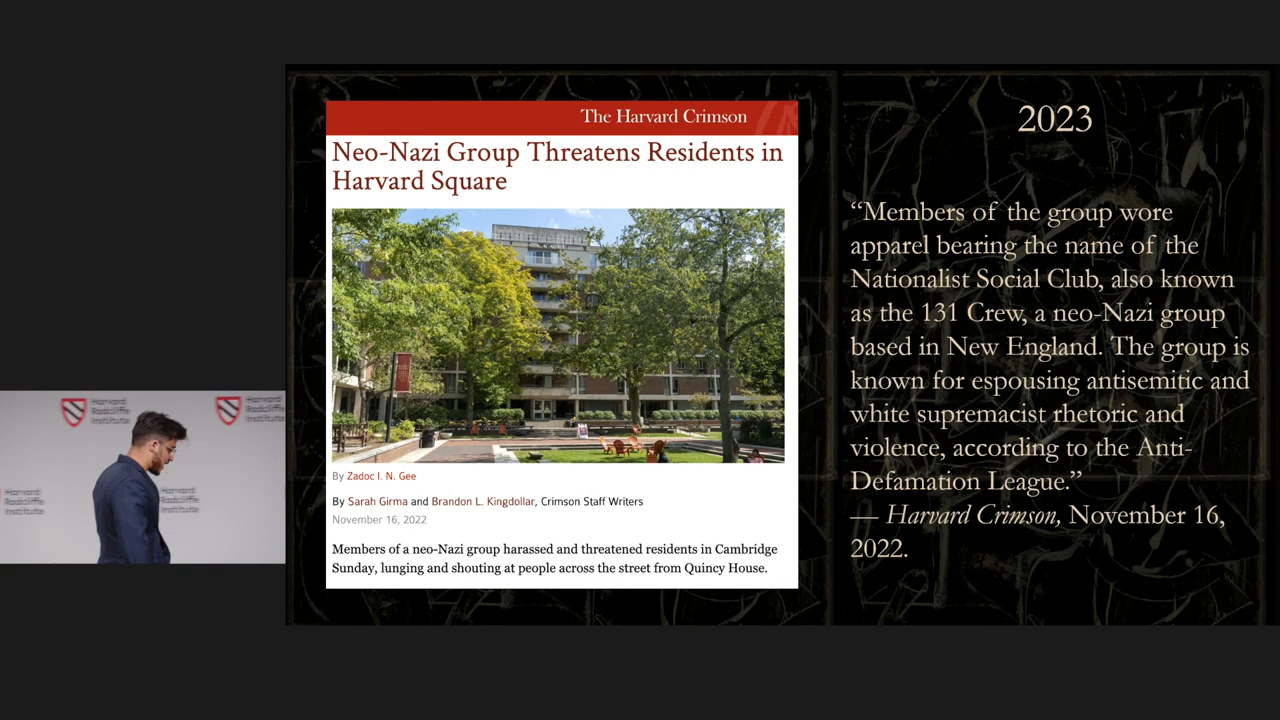 The Harvard Crimson
Neo-Nazi Group Threatens Residents in
Harvard Square
By Zadoc I. N. Gee
By Sarah Girma and Brandon L. Kingdollar, Crimson Staff Writers
November 16, 2022
Members of a neo-Nazi group harassed and threatened residents in Cambridge
Sunday, lunging and shouting at people across the street from Quincy House.
2023
“Members of the group wore
apparel bearing the name of the
Nationalist Social Club, also known
as the 131 Crew, a neo-Nazi group
based in New England. The group is
known for espousing antisemitic and
white supremacist rhetoric and
violence, according to the Anti-
Defamation League.”
— Harvard Crimson, November 16,
2022.
Harvard
Radcliffe
Institute
Harvard
Radcliffe
Institute
Harvard
Radcliffe
Institute
Harvard
Radcliffe
Institute